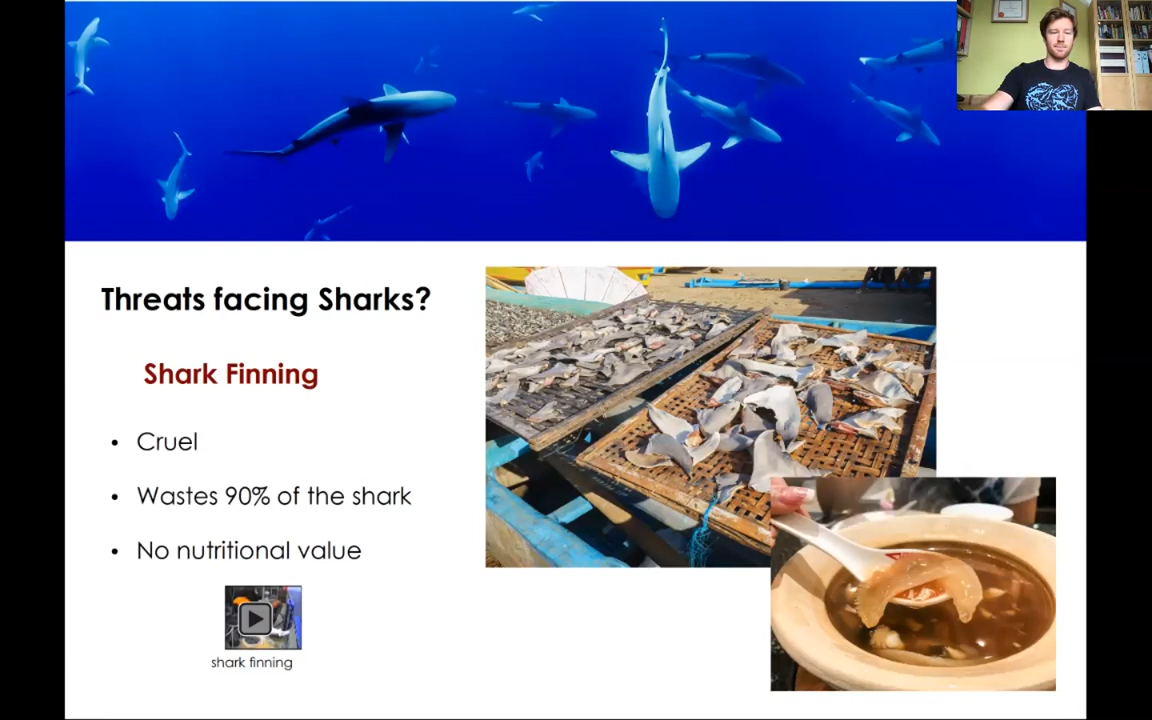 Threats facing Sharks?
Shark Finning
• Cruel
• Wastes 90% of the shark
• No nutritional value
shark finning